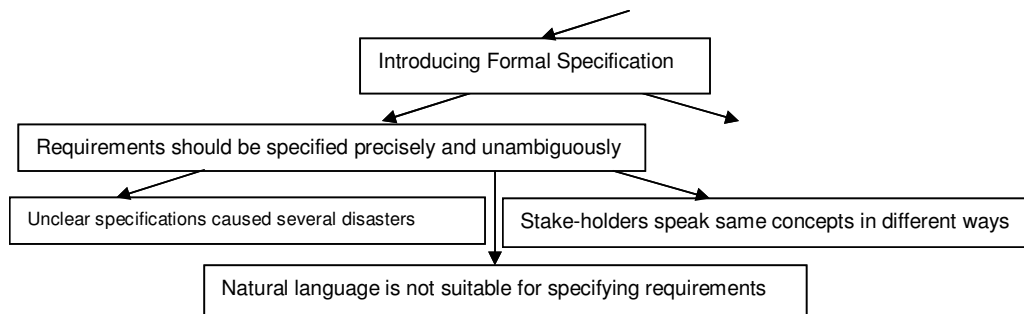 Introducing Formal Specification
Requirements should be specified precisely and unambiguously
Unclear specifications caused several disasters
Stake-holders speak same concepts in different ways
Natural language is not suitable for specifying requirements